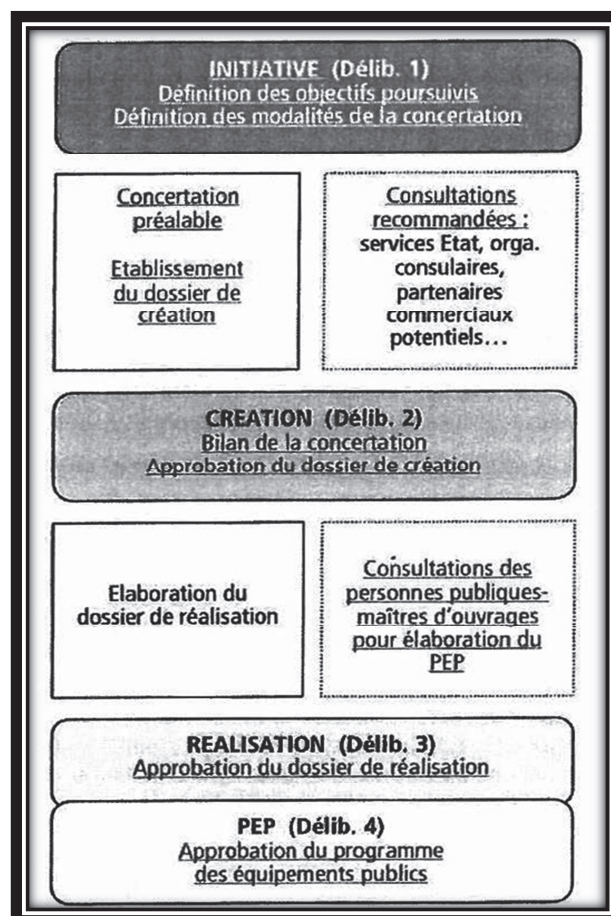 INITIATIVE (Délib. 1)
Définition des objectifs poursuivis
Définition des modalités de la concertation
Concertation
préalable
Etablissement
du dossier de
création
Consultations
recommandées :
services Etat, orga.
consulaires,
partenaires
commerciaux
potentiels…
CREATION (Délib. 2)
Bilan de la concertation
Approbation du dossier de création
Elaboration du
dossier de réalisation
Consultations des
personnes publiques-
maîtres d'ouvrages
pour élaboration du
PEP
REALISATION (Délib. 3)
Approbation du dossier de réalisation
PEP (Délib. 4)
Approbation du programme
des équipements publics